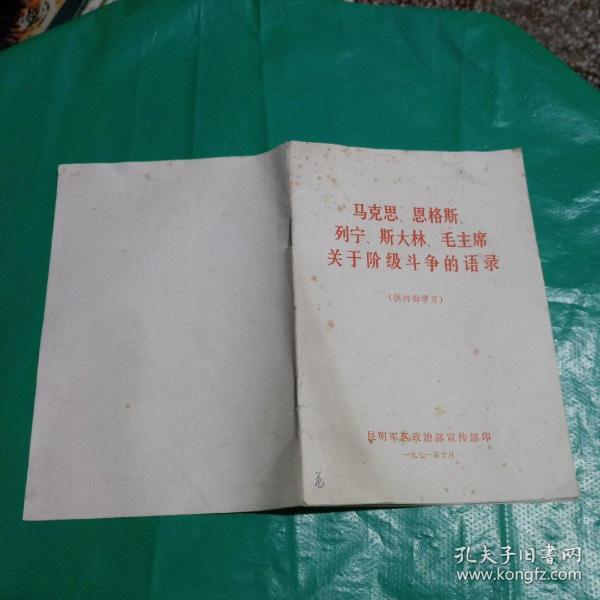 马克思、恩格斯、
列宁、斯大林、毛主席
关于阶级斗争的语录
（供内部学习）
昆明军区政治部宣传部印
一九七一年十月
孔夫子旧书网
www.kongfz.com